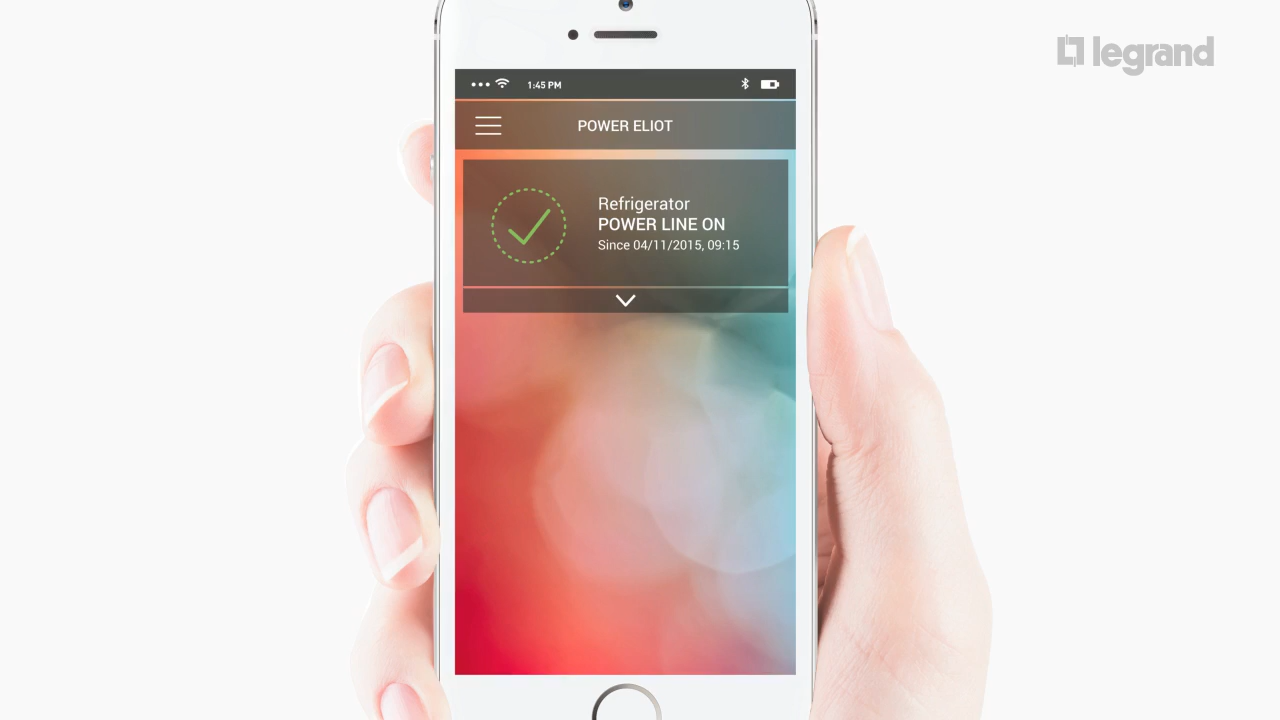 legrand
1:45 PM
POWER ELIOT
Refrigerator
POWER LINE ON
Since 04/11/2015, 09:15